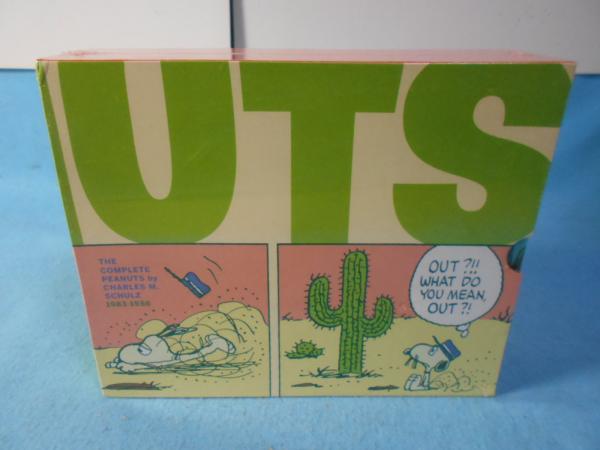 UTS
THE
COMPLETE
PEANUTS by
CHARLES M.
SCHULZ
1983-1986
OUT ?!!
WHAT DO
YOU MEAN,
OUT?!